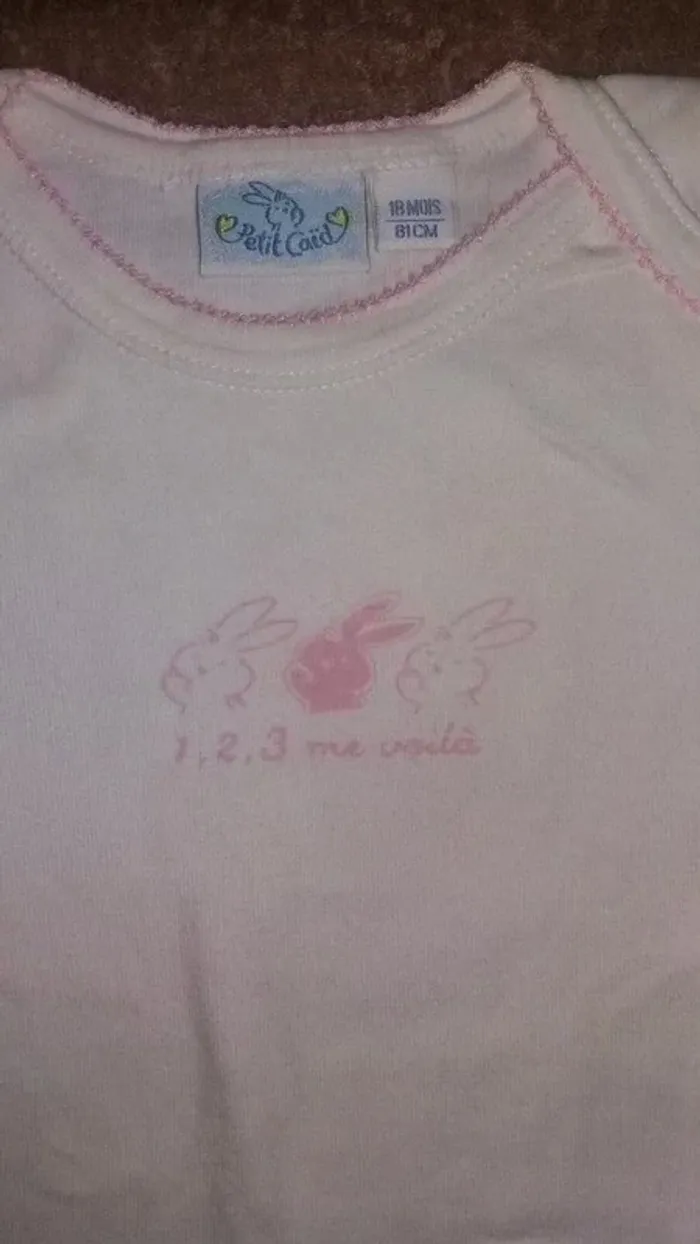 Petit Caïd
18 MOIS
81 CM
1, 2, 3 me voilà